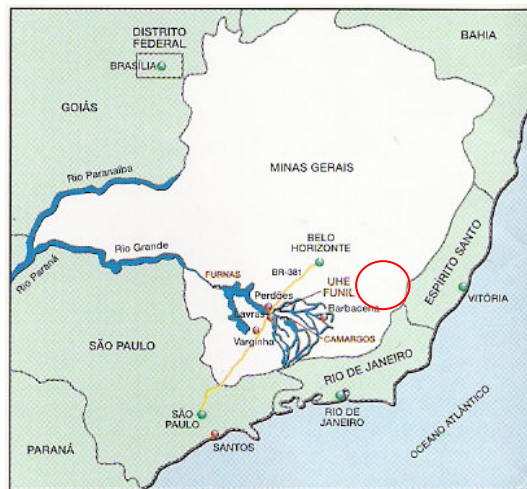 BAHIA
DISTRITO
FEDERAL
BRASÍLIA
GOIÁS
MINAS GERAIS
Rio Paranaíba
Rio Grande
Rio Paraná
BELO
HORIZONTE
BR-381
FURNAS
UHE
FUNIL
Perdões
Lavras
Barbacena
Varginha
CAMARGOS
ESPÍRITO SANTO
VITÓRIA
SÃO PAULO
RIO DE JANEIRO
SÃO
PAULO
RIO DE
JANEIRO
SANTOS
PARANÁ
OCEANO ATLÂNTICO